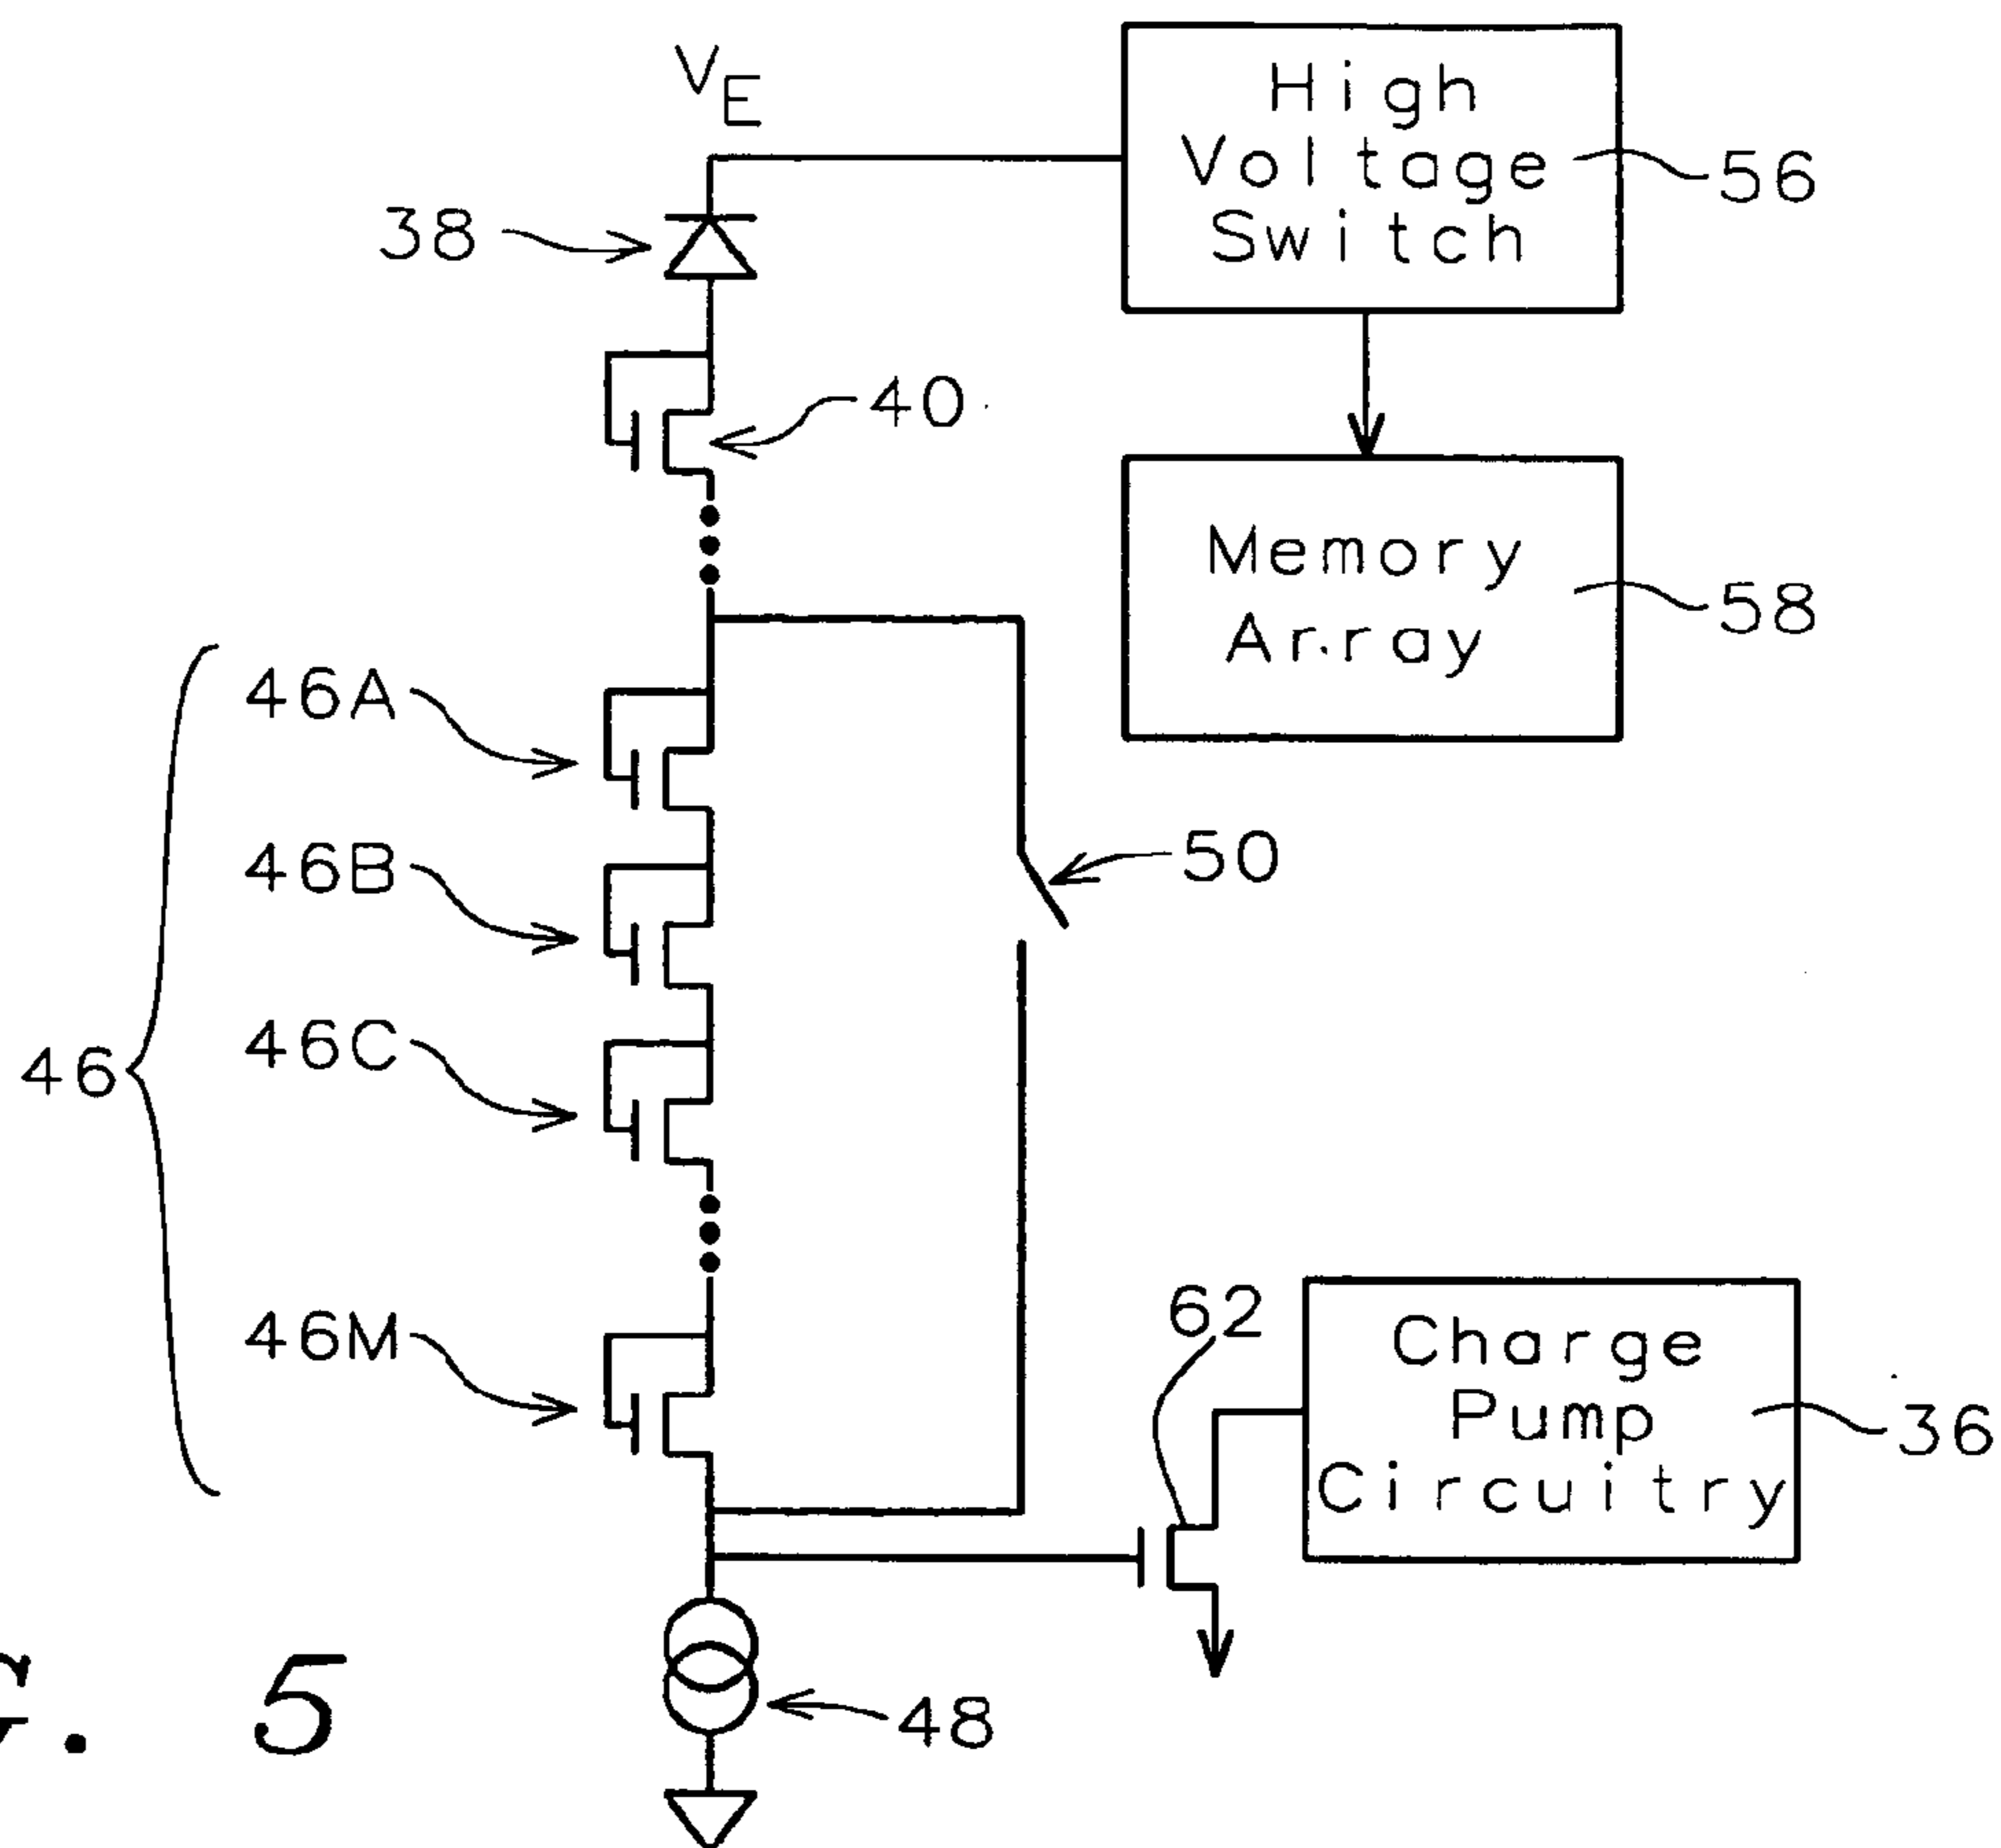 VE
High
Voltage
Switch
56
38
40
Memory
Array
58
46A
46B
50
46C
46
46M
62
Charge
Pump
Circuitry
36
48
. 5